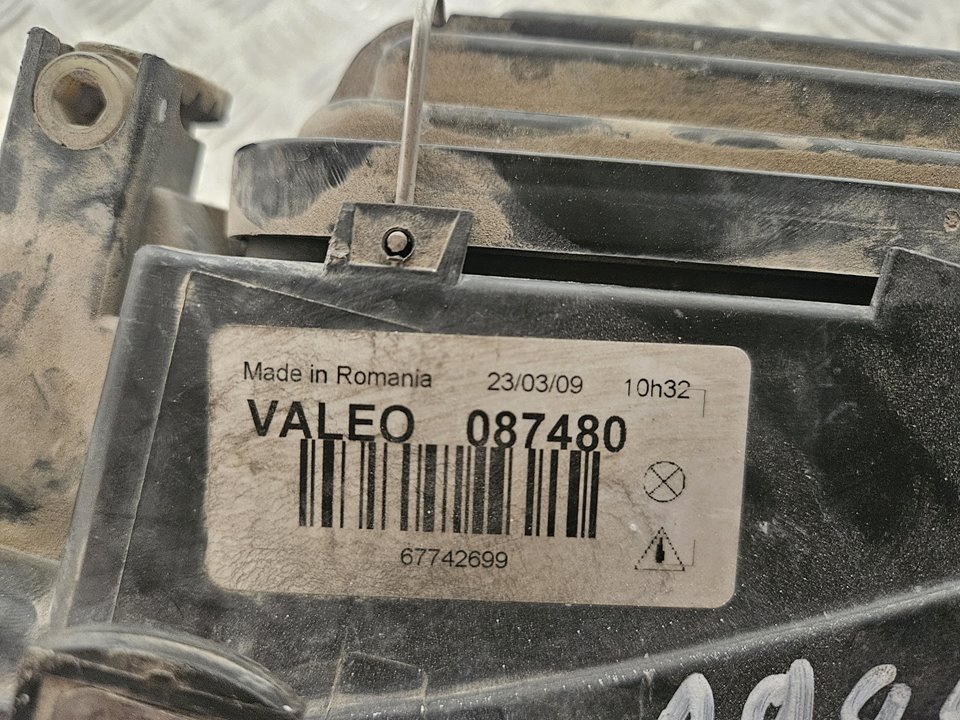 Made in Romania 23/03/09 10h32
VALEO 087480
67742699